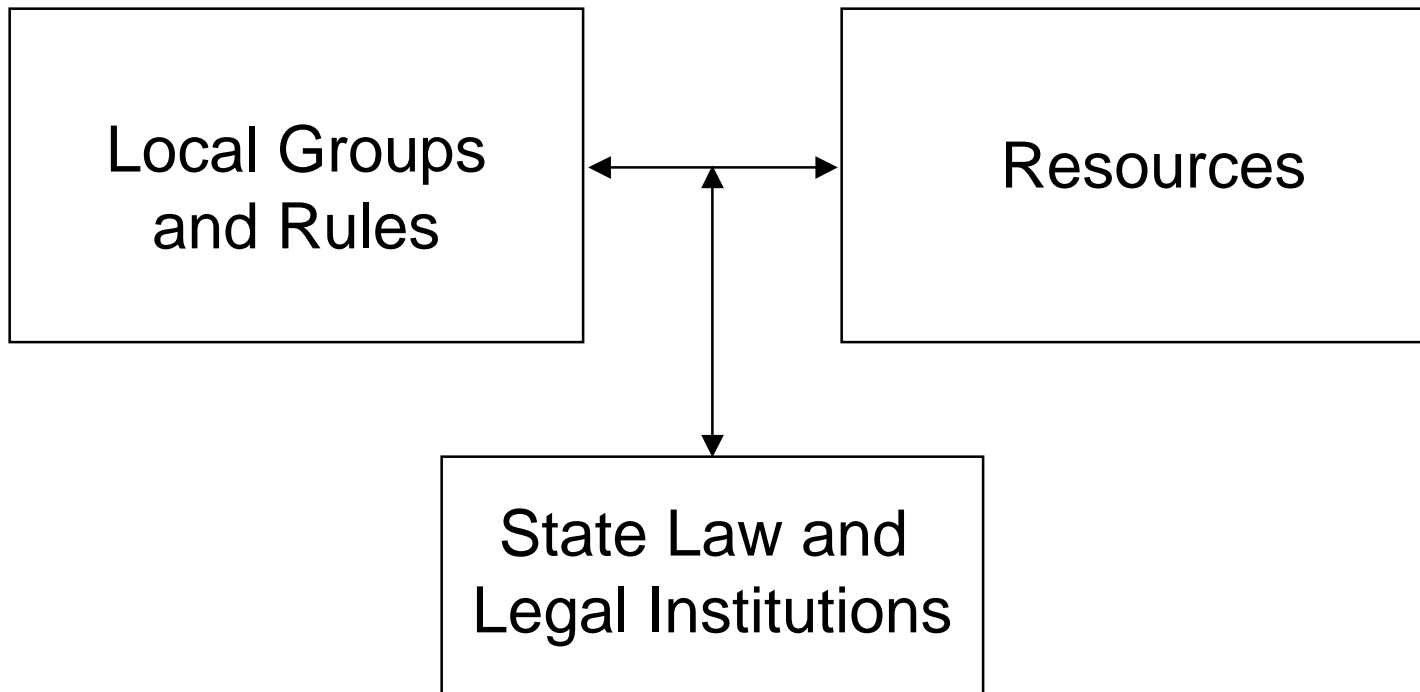 Local Groups
and Rules
Resources
State Law and
Legal Institutions